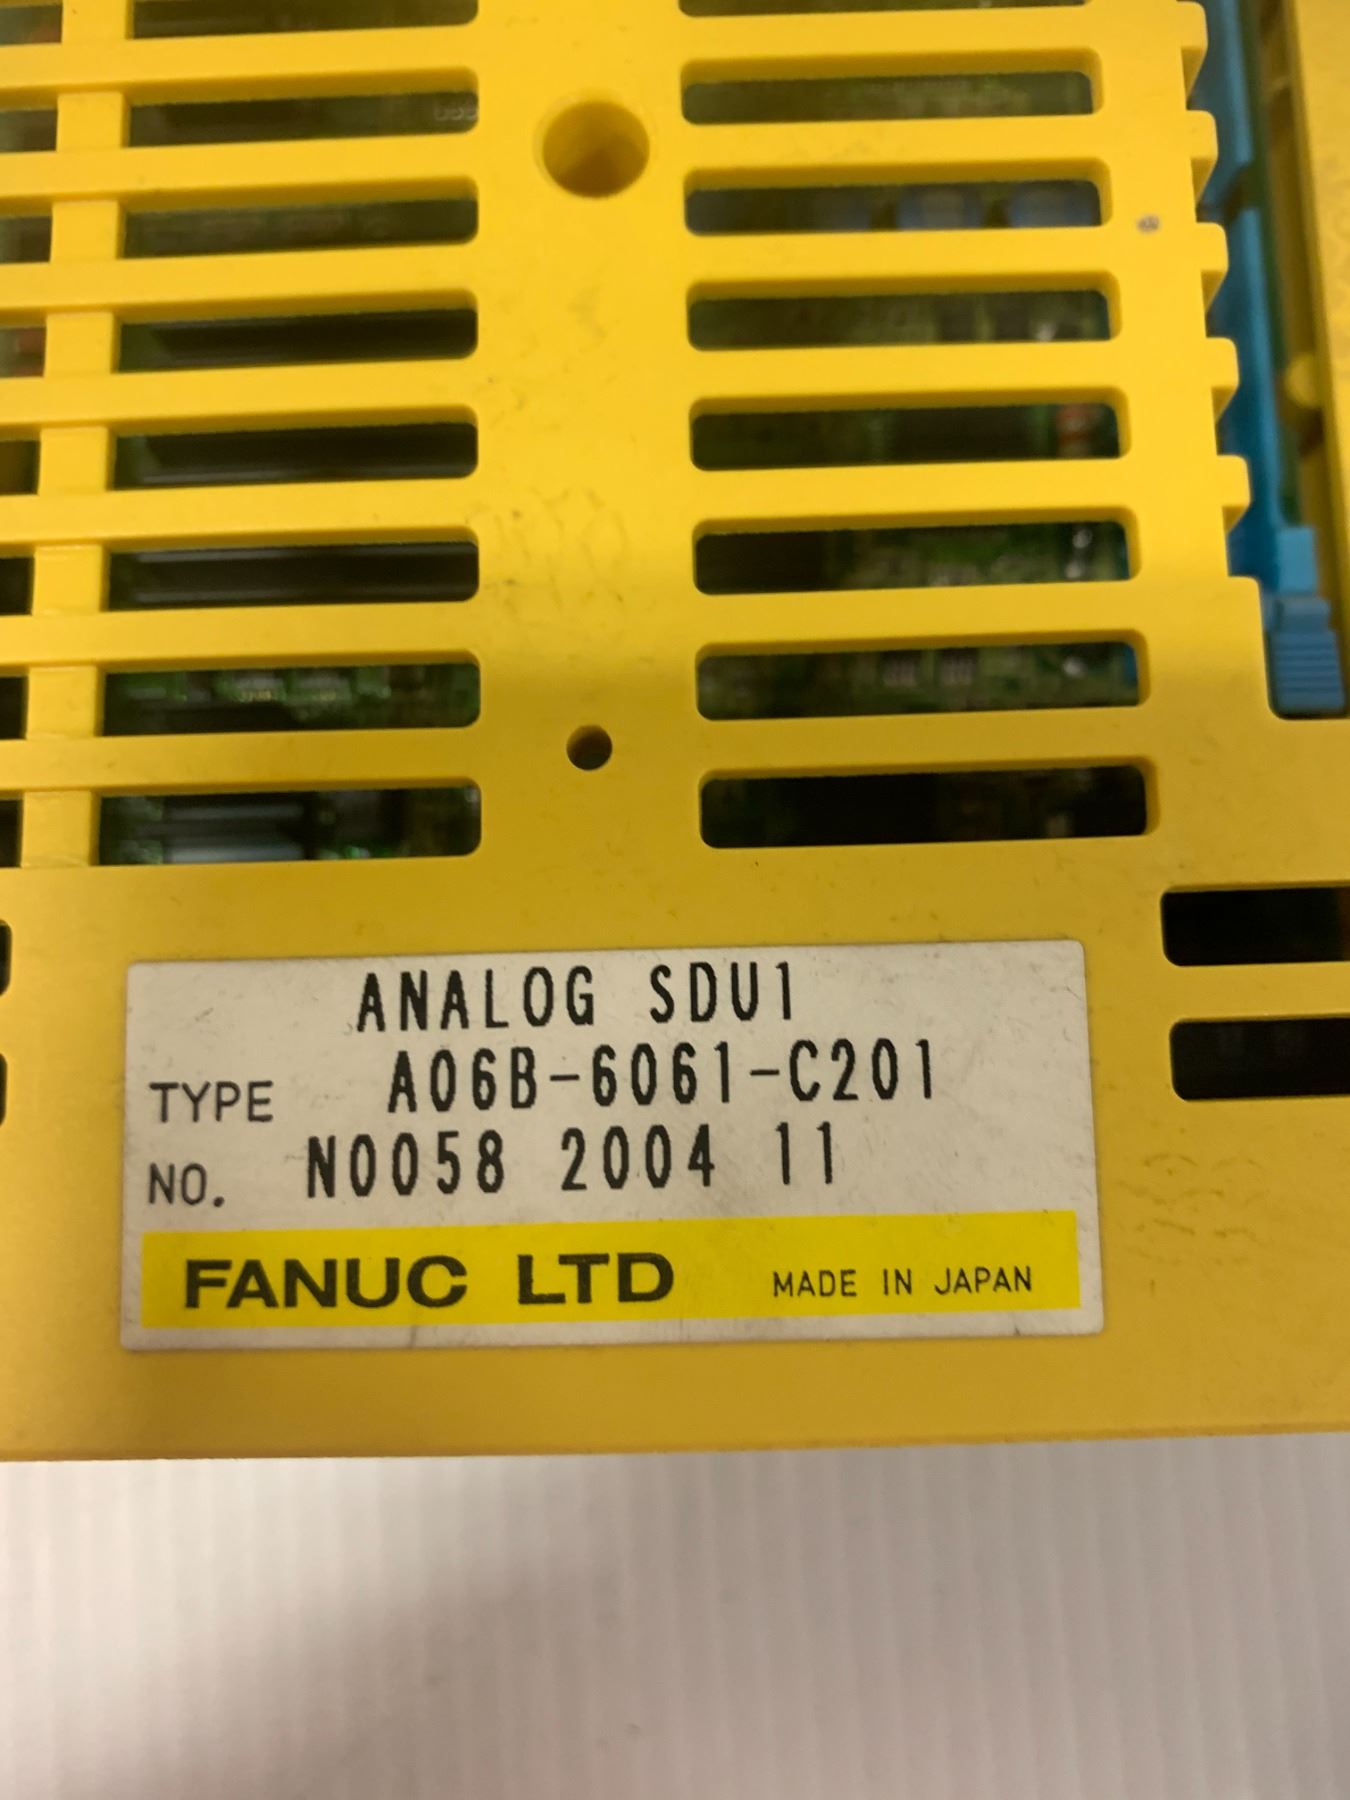 ANALOG SDU1
TYPE A06B-6061-C201
NO. N0058 2004 11
FANUC LTD MADE IN JAPAN